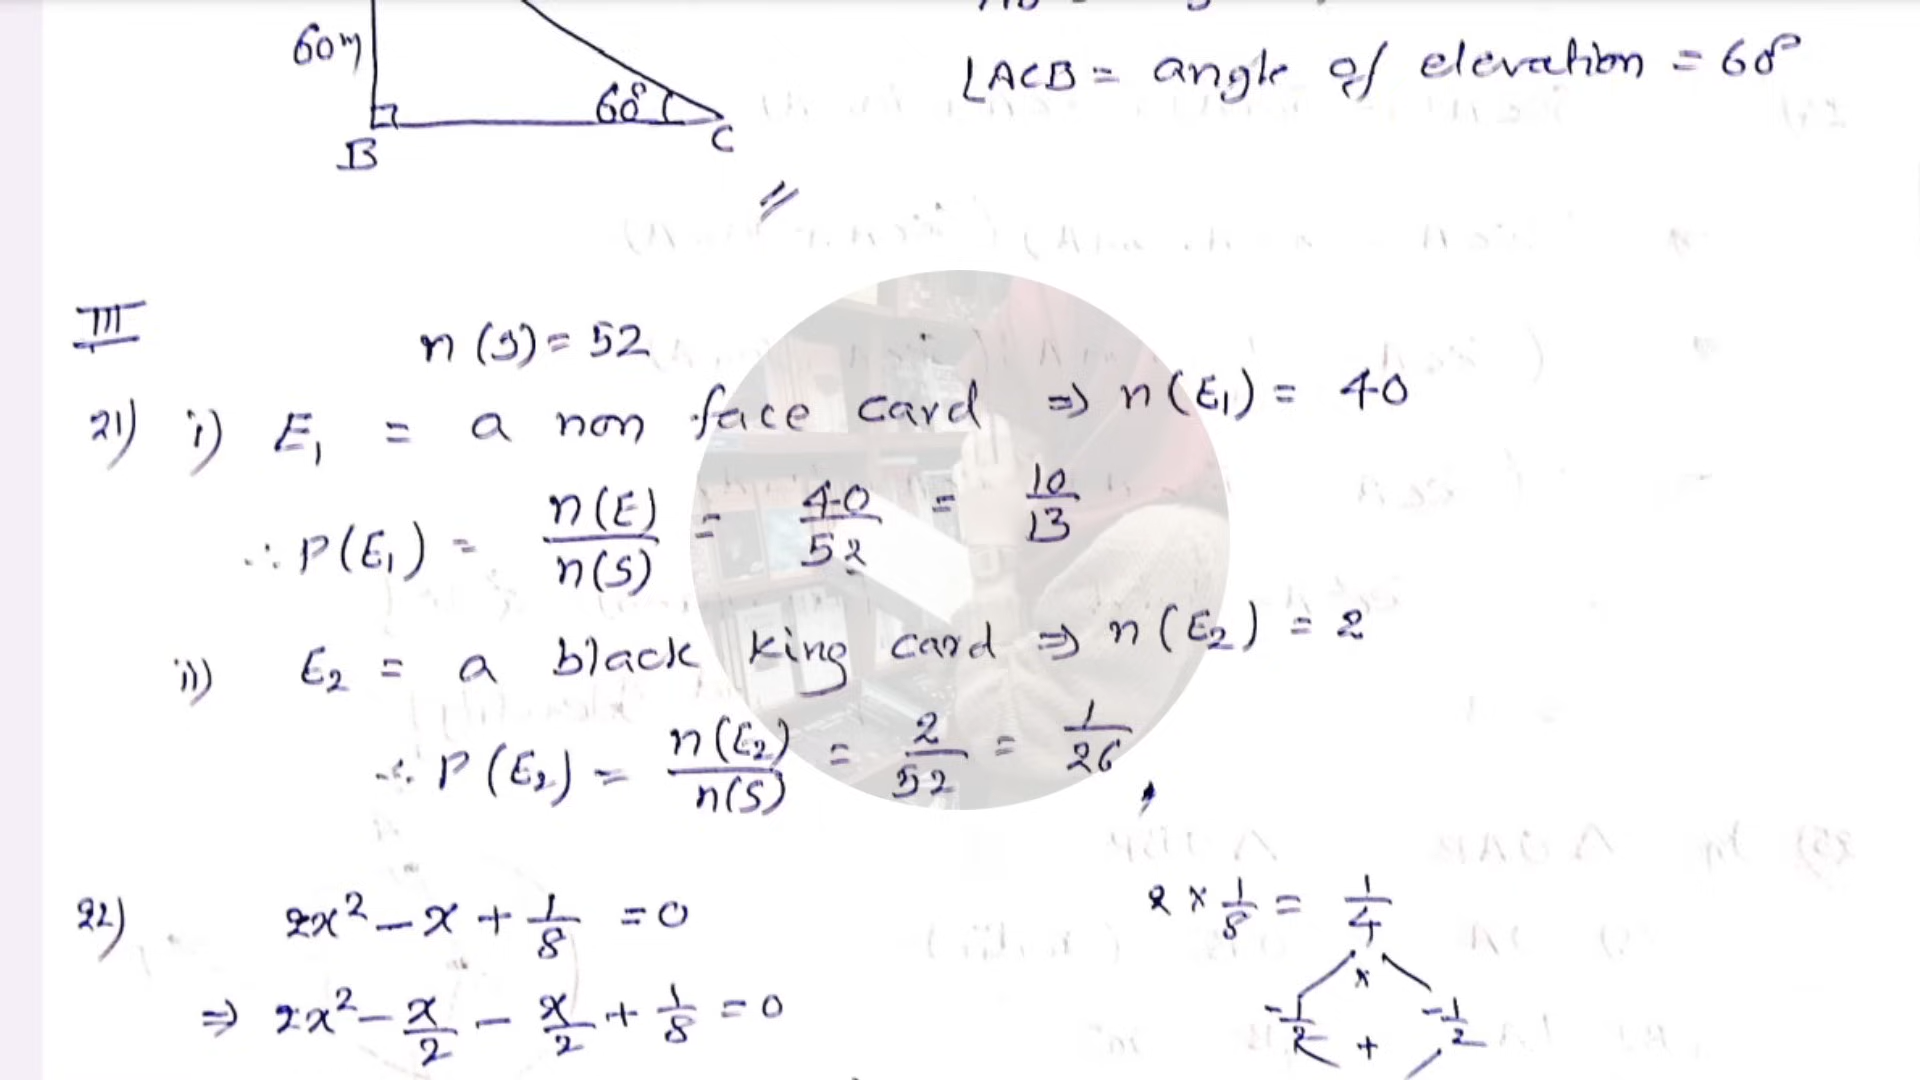 60m
60°
B
C
∠ACB = angle of elevation = 60°
III
n(S) = 52
21) i) E₁ = a non face card ⇒ n(E₁) = 40
∴ P(E₁) = n(E)/n(S) = 40/52 = 10/13
ii) E₂ = a black king card ⇒ n(E₂) = 2
∴ P(E₂) = n(E₂)/n(S) = 2/52 = 1/26
22) 2x² - x + 1/8 = 0
2 × 1/8 = 1/4
×
⇒ 2x² - x/2 - x/2 + 1/8 = 0
-1/2 + -1/2